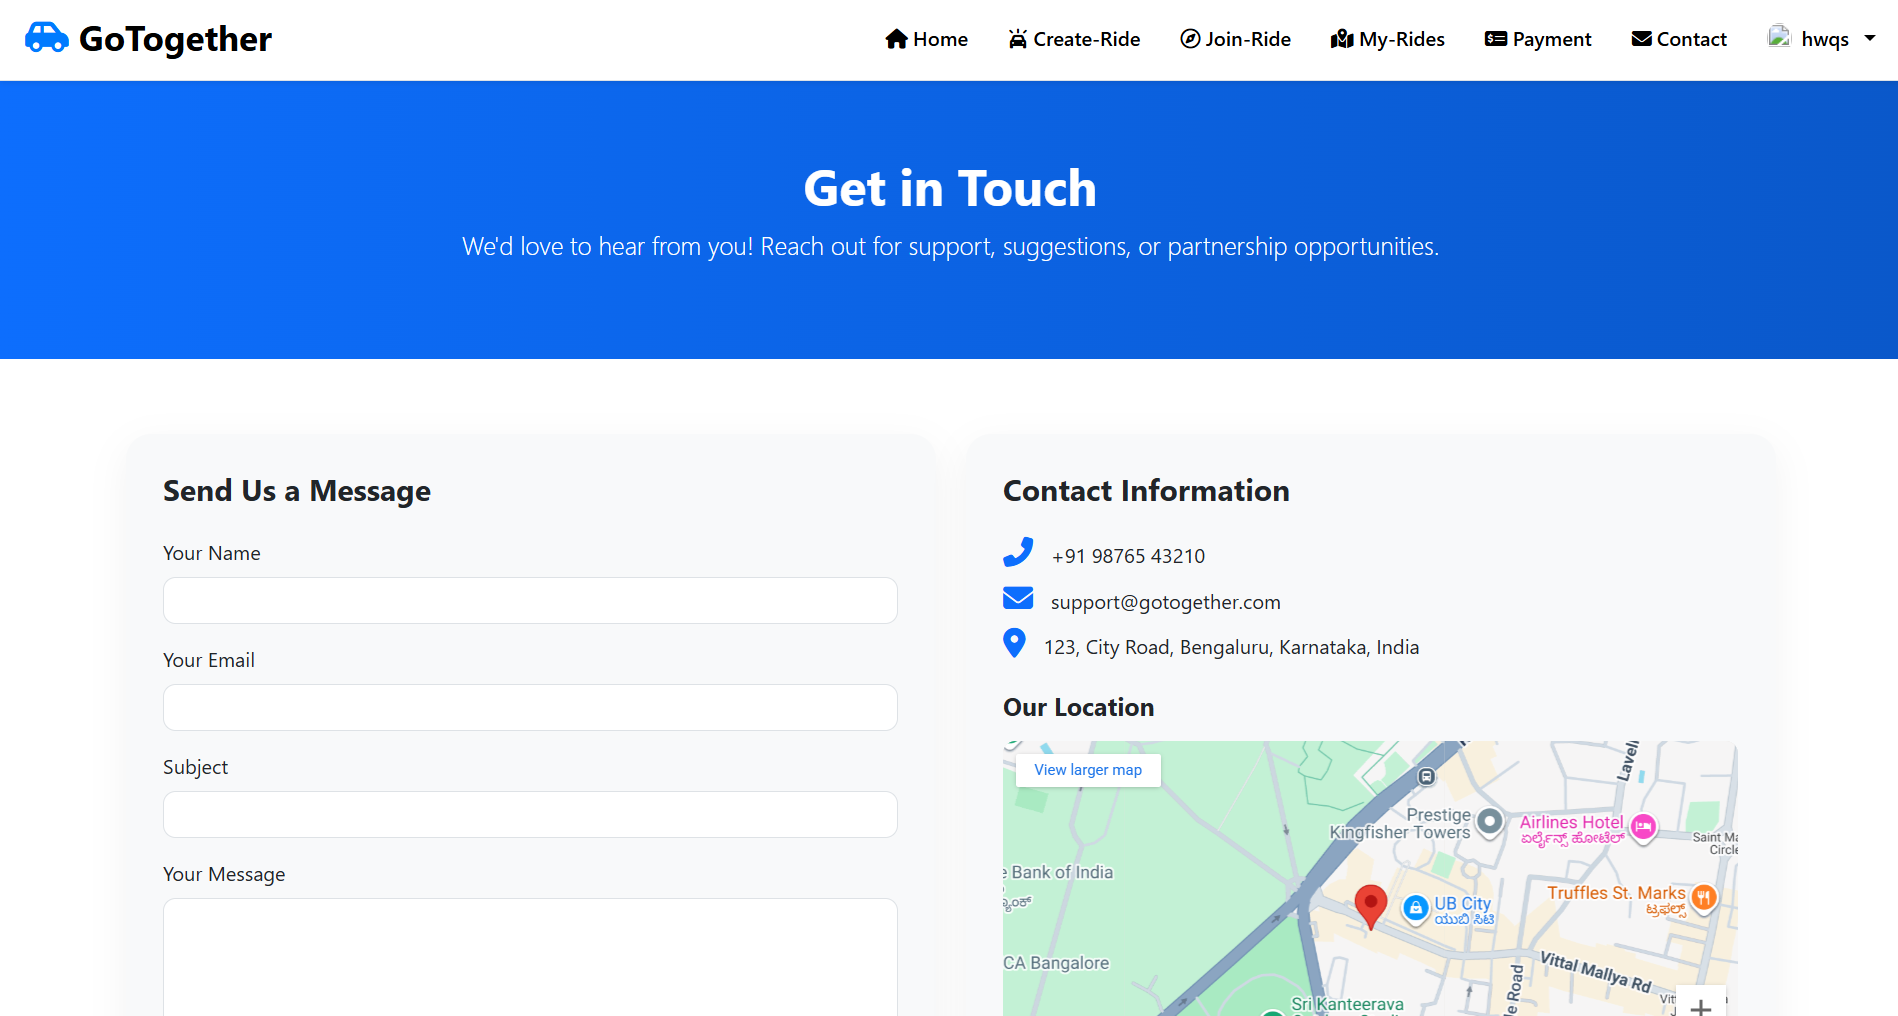 GoTogether
Home
Create-Ride
Join-Ride
My-Rides
Payment
Contact
hwqs
Get in Touch
We'd love to hear from you! Reach out for support, suggestions, or partnership opportunities.
Send Us a Message
Your Name
Your Email
Subject
Your Message
Contact Information
+91 98765 43210
support@gotogether.com
123, City Road, Bengaluru, Karnataka, India
Our Location
View larger map
Prestige
Kingfisher Towers
Airlines Hotel
ಏರ್ಲೈನ್ಸ್ ಹೋಟೆಲ್
Saint
Circle
Bank of India
Truffles St. Marks
ಟ್ರಫಲ್ಸ್
UB City
ಯುಬಿ ಸಿಟಿ
CA Bangalore
Vittal Mallya Rd
Road
Sri Kanteerava